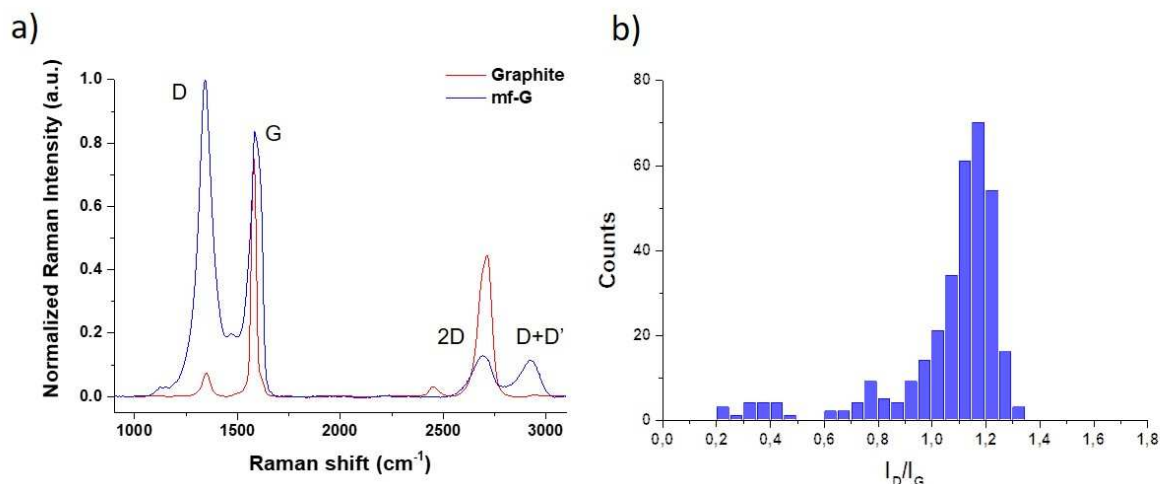 a)
Normalized Raman Intensity (a.u.)
1.0
0.8
0.6
0.4
0.2
0.0
D
G
2D
D+D’
Graphite
mf-G
1000
1500
2000
2500
3000
Raman shift (cm⁻¹)
b)
Counts
80
60
40
20
0
0,0
0,2
0,4
0,6
0,8
1,0
1,2
1,4
1,6
1,8
I_D/I_G